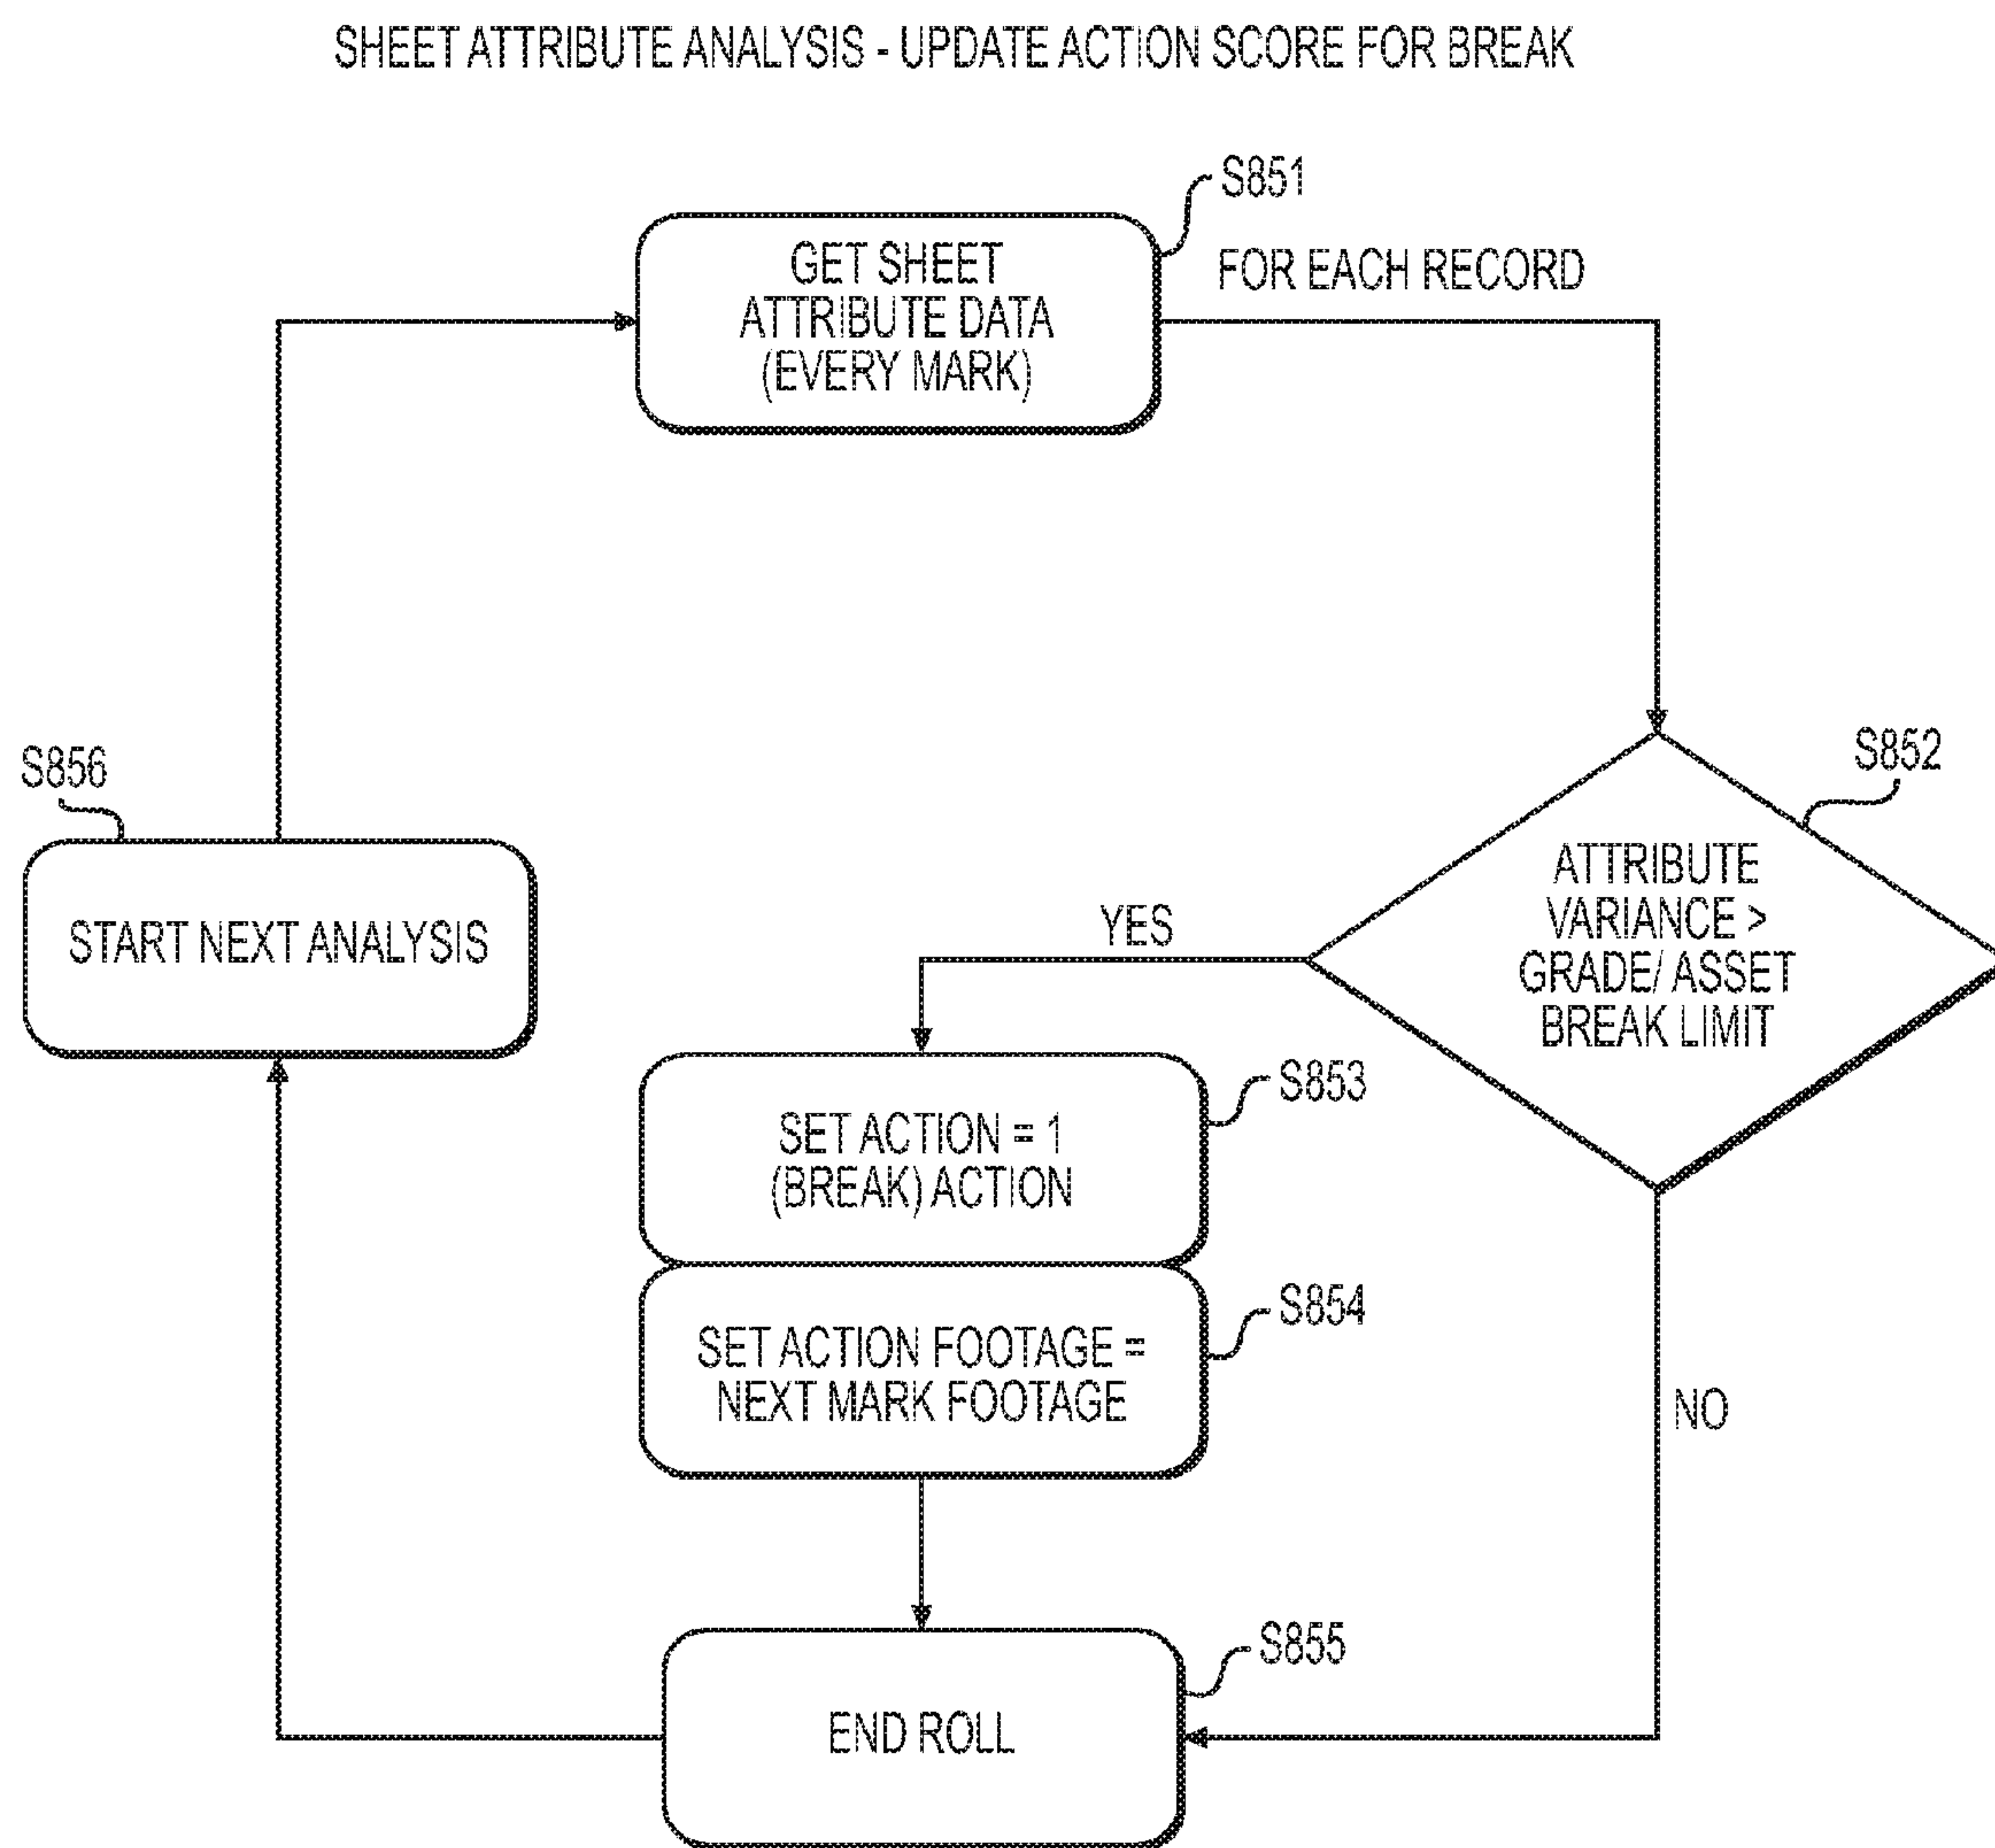 SHEET ATTRIBUTE ANALYSIS - UPDATE ACTION SCORE FOR BREAK
S851
GET SHEET
ATTRIBUTE DATA
(EVERY MARK)
FOR EACH RECORD
S852
ATTRIBUTE
VARIANCE >
GRADE/ ASSET
BREAK LIMIT
YES
NO
S853
SET ACTION = 1
(BREAK) ACTION
S854
SET ACTION FOOTAGE =
NEXT MARK FOOTAGE
S855
END ROLL
S856
START NEXT ANALYSIS